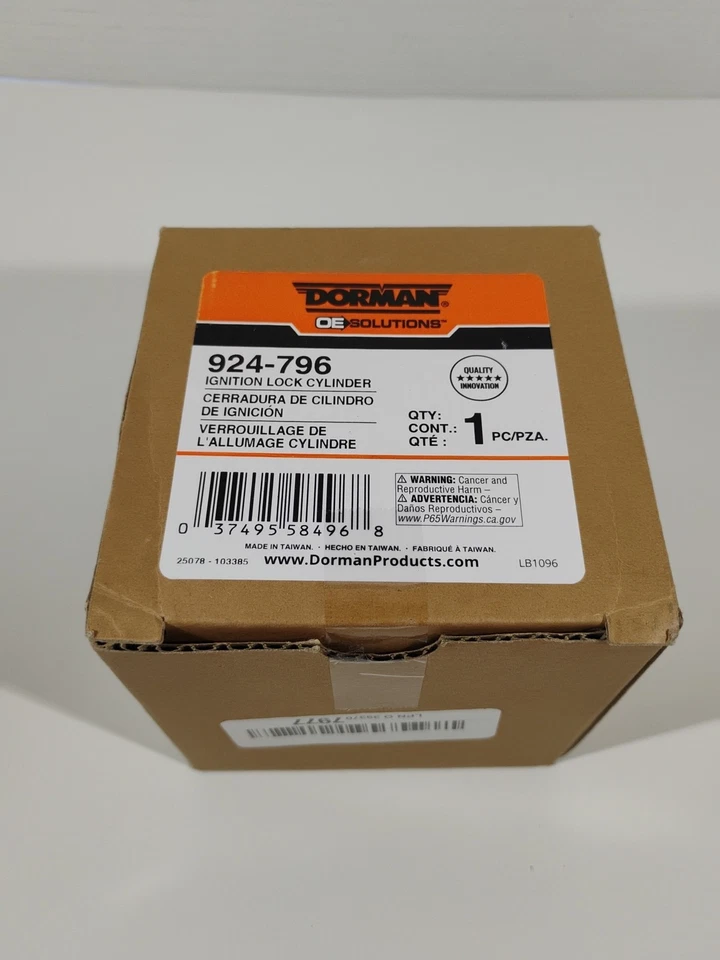 DORMAN®
OE SOLUTIONS™
924-796
IGNITION LOCK CYLINDER
CERRADURA DE CILINDRO
DE IGNICIÓN
VERROUILLAGE DE
L'ALLUMAGE CYLINDRE
QUALITY
★★★★★
INNOVATION
QTY:
CONT.:
QTÉ :
1 PC/PZA.
0 37495 58496 8
⚠ WARNING: Cancer and
Reproductive Harm –
⚠ ADVERTENCIA: Cáncer y
Daños Reproductivos –
www.P65Warnings.ca.gov
MADE IN TAIWAN. · HECHO EN TAIWAN. · FABRIQUÉ À TAIWAN.
25078 - 103385
www.DormanProducts.com
LB1096
77977